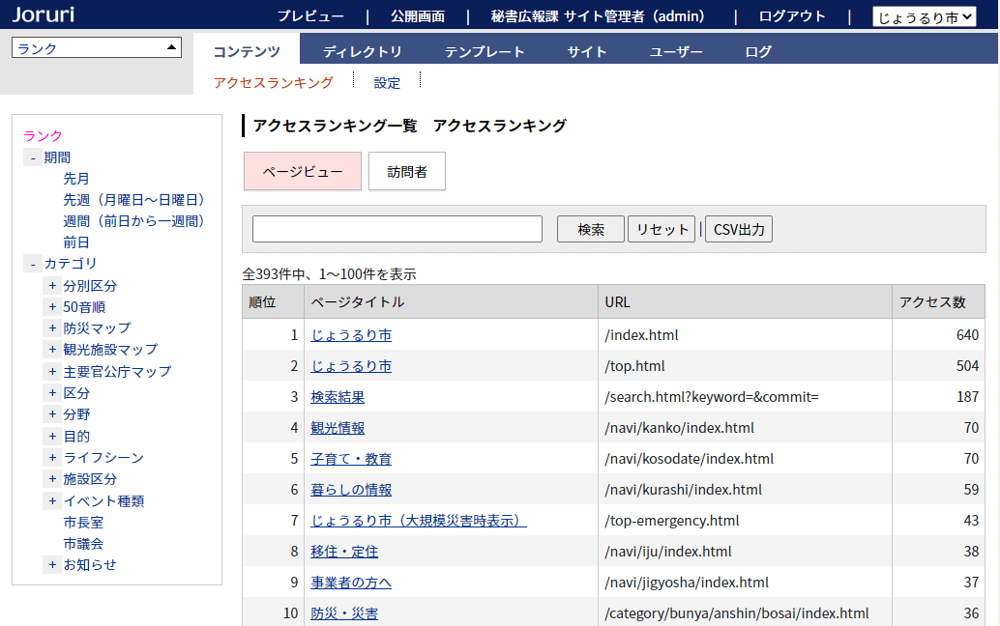 Joruri プレビュー | 公開画面 | 秘書広報課 サイト管理者（admin） | ログアウト | じょうるり市
ランク コンテンツ ディレクトリ テンプレート サイト ユーザー ログ
アクセスランキング 設定
ランク
- 期間
先月
先週（月曜日～日曜日）
週間（前日から一週間）
前日
- カテゴリ
+ 分別区分
+ 50音順
+ 防災マップ
+ 観光施設マップ
+ 主要官公庁マップ
+ 区分
+ 分野
+ 目的
+ ライフシーン
+ 施設区分
+ イベント種類
市長室
市議会
+ お知らせ
アクセスランキング一覧 アクセスランキング
ページビュー 訪問者
検索 リセット | CSV出力
全393件中、1～100件を表示
順位 ページタイトル URL アクセス数
1 じょうるり市 /index.html 640
2 じょうるり市 /top.html 504
3 検索結果 /search.html?keyword=&commit= 187
4 観光情報 /navi/kanko/index.html 70
5 子育て・教育 /navi/kosodate/index.html 70
6 暮らしの情報 /navi/kurashi/index.html 59
7 じょうるり市（大規模災害時表示） /top-emergency.html 43
8 移住・定住 /navi/iju/index.html 38
9 事業者の方へ /navi/jigyosha/index.html 37
10 防災・災害 /category/bunya/anshin/bosai/index.html 36